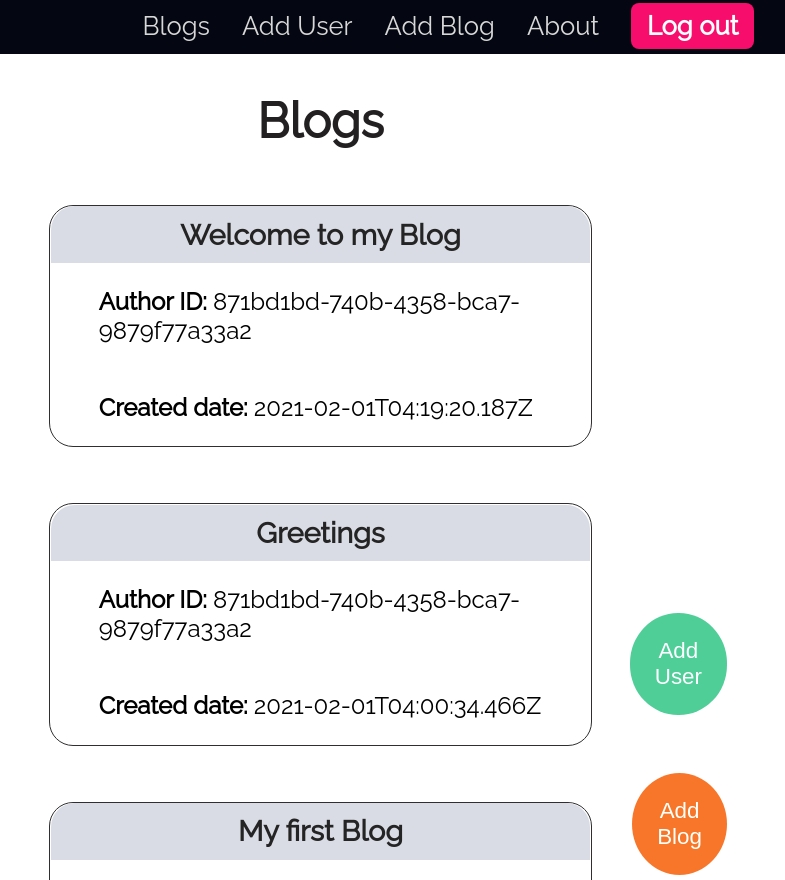 Blogs Add User Add Blog About Log out
Blogs
Welcome to my Blog
Author ID: 871bd1bd-740b-4358-bca7-
9879f77a33a2
Created date: 2021-02-01T04:19:20.187Z
Greetings
Author ID: 871bd1bd-740b-4358-bca7-
9879f77a33a2
Created date: 2021-02-01T04:00:34.466Z
My first Blog
Add
User
Add
Blog